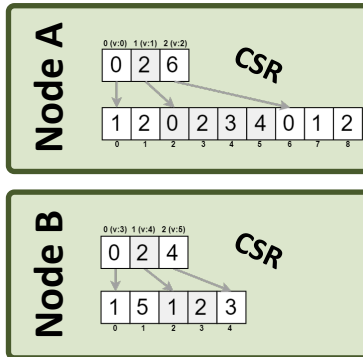 Node A
CSR
0 (v:0) 1 (v:1) 2 (v:2)
0 2 6
1 2 0 2 3 4 0 1 2
0 1 2 3 4 5 6 7 8
Node B
CSR
0 (v:3) 1 (v:4) 2 (v:5)
0 2 4
1 5 1 2 3
0 1 2 3 4